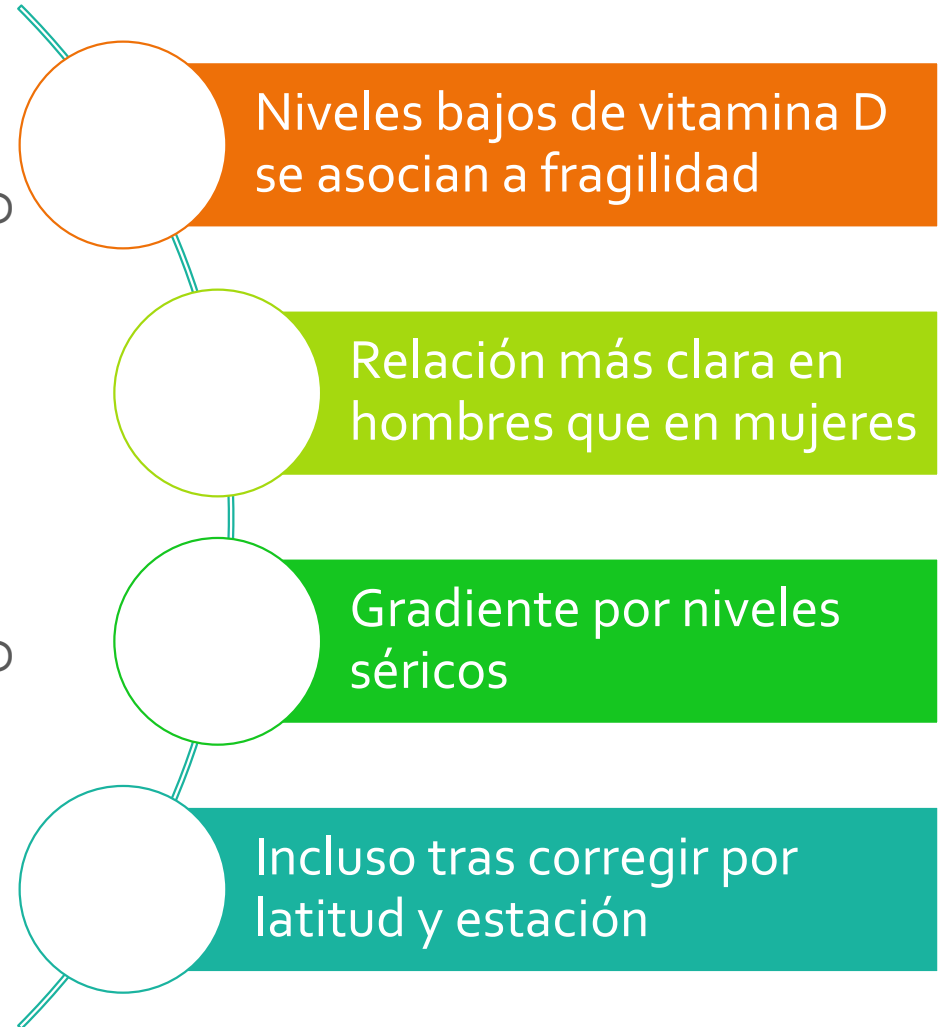 Niveles bajos de vitamina D
se asocian a fragilidad
Relación más clara en
hombres que en mujeres
Gradiente por niveles
séricos
Incluso tras corregir por
latitud y estación